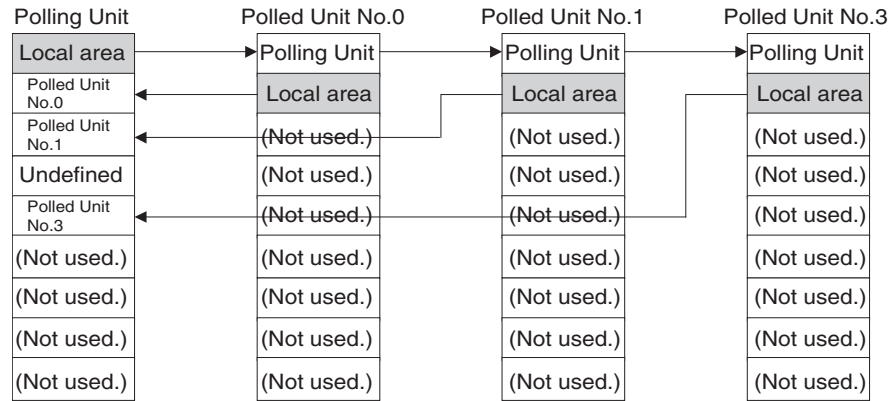 Polling Unit Polled Unit No.0 Polled Unit No.1 Polled Unit No.3
Local area Polling Unit Polling Unit Polling Unit
Polled Unit
No.0
Local area Local area Local area
Polled Unit
No.1
(Not used.) (Not used.) (Not used.)
Undefined (Not used.) (Not used.) (Not used.)
Polled Unit
No.3
(Not used.) (Not used.) (Not used.)
(Not used.) (Not used.) (Not used.) (Not used.)
(Not used.) (Not used.) (Not used.) (Not used.)
(Not used.) (Not used.) (Not used.) (Not used.)
(Not used.) (Not used.) (Not used.) (Not used.)